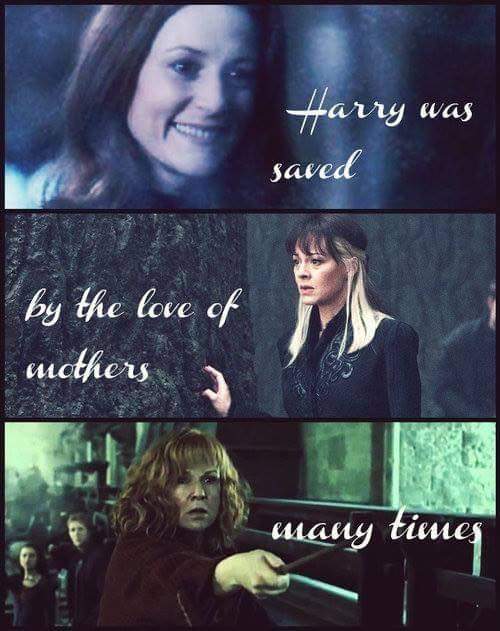 Harry was
saved
by the love of
mothers
many times